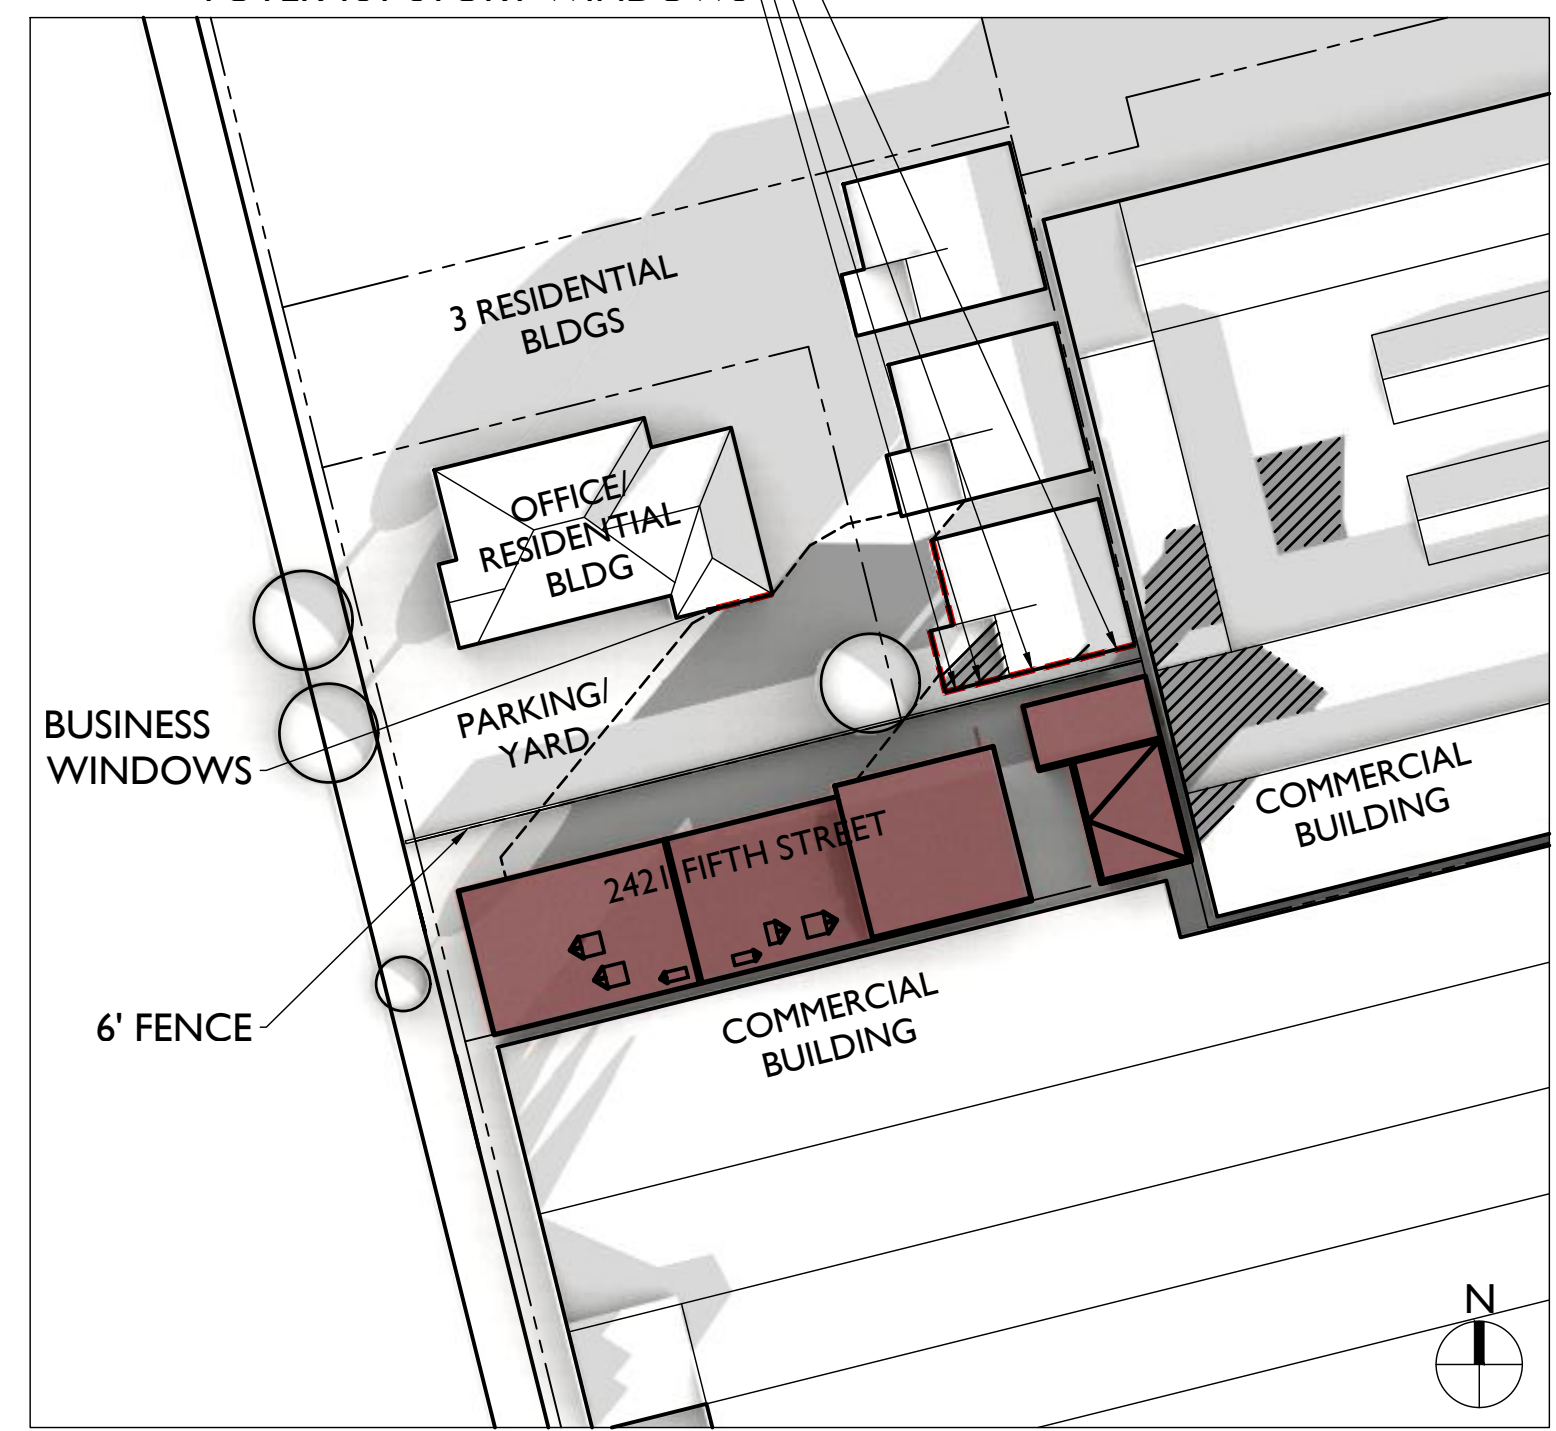 3 RESIDENTIAL
BLDGS
OFFICE/
RESIDENTIAL
BLDG
PARKING/
YARD
BUSINESS
WINDOWS
2421 FIFTH STREET
COMMERCIAL
BUILDING
6' FENCE
COMMERCIAL
BUILDING
N